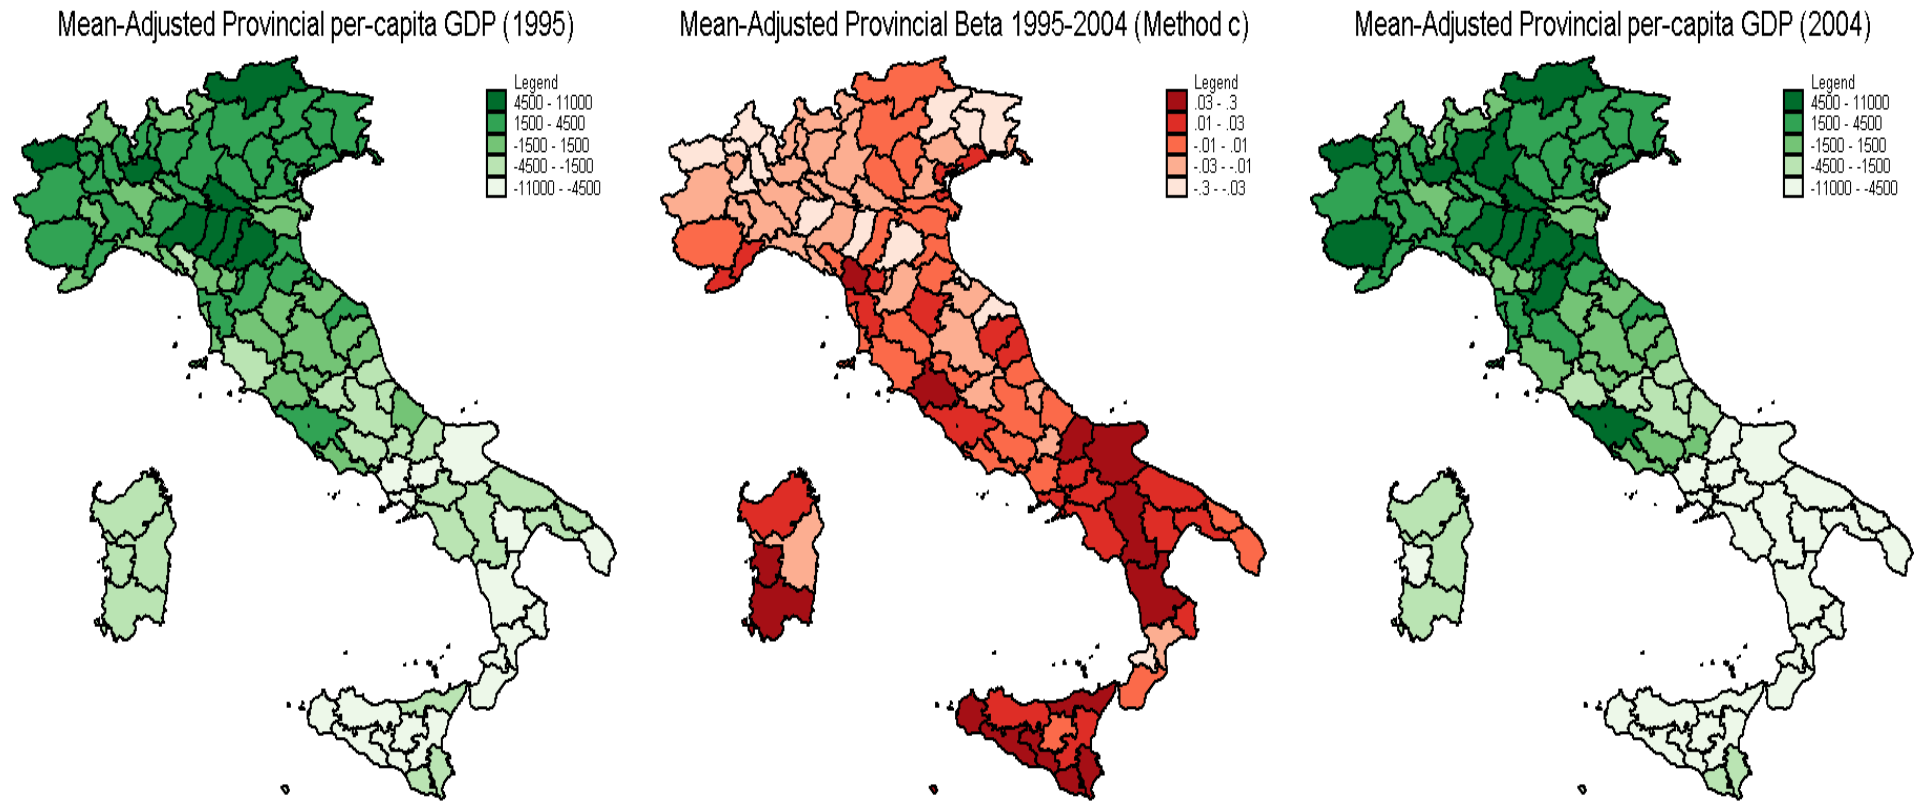 Mean-Adjusted Provincial per-capita GDP (1995)
Legend
4500 - 11000
1500 - 4500
-1500 - 1500
-4500 - -1500
-11000 - -4500
Mean-Adjusted Provincial Beta 1995-2004 (Method c)
Legend
.03 - .3
.01 - .03
-.01 - .01
-.03 - -.01
-.3 - -.03
Mean-Adjusted Provincial per-capita GDP (2004)
Legend
4500 - 11000
1500 - 4500
-1500 - 1500
-4500 - -1500
-11000 - -4500